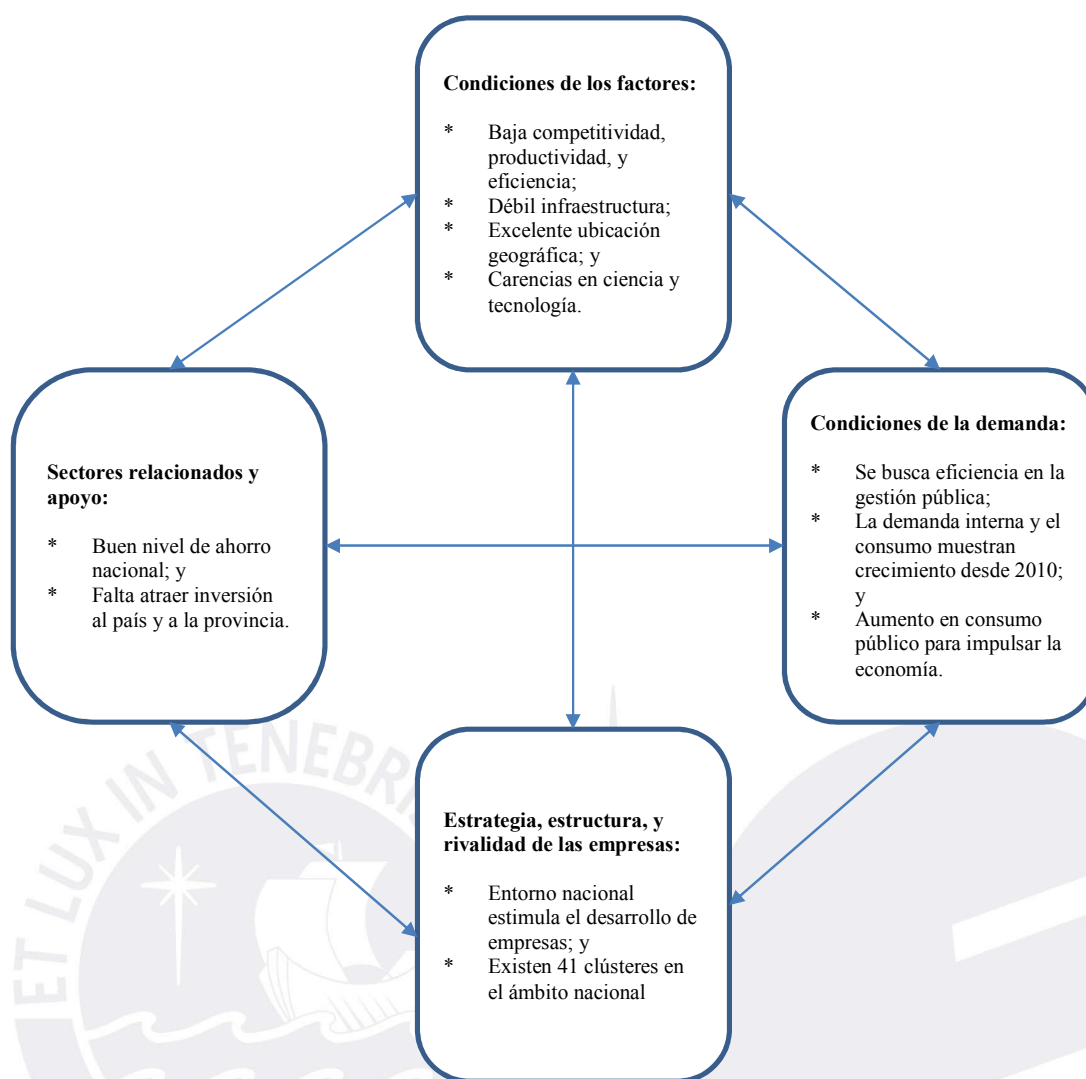 Condiciones de los factores:
* Baja competitividad,
productividad, y
eficiencia;
* Débil infraestructura;
* Excelente ubicación
geográfica; y
* Carencias en ciencia y
tecnología.
Sectores relacionados y
apoyo:
* Buen nivel de ahorro
nacional; y
* Falta atraer inversión
al país y a la provincia.
Condiciones de la demanda:
* Se busca eficiencia en la
gestión pública;
* La demanda interna y el
consumo muestran
crecimiento desde 2010;
y
* Aumento en consumo
público para impulsar la
economía.
Estrategia, estructura, y
rivalidad de las empresas:
* Entorno nacional
estimula el desarrollo de
empresas; y
* Existen 41 clústeres en
el ámbito nacional
ET LUX IN